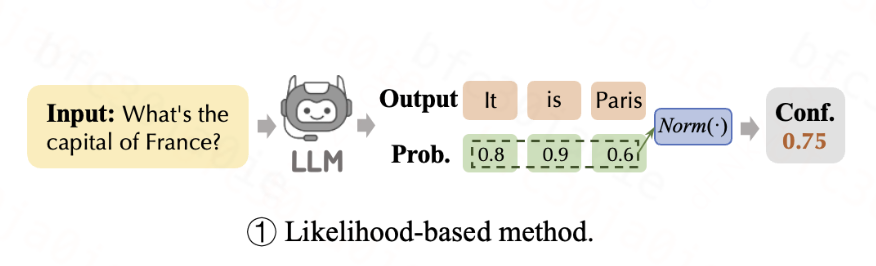 Input: What's the
capital of France?
LLM
Output It is Paris
Prob. 0.8 0.9 0.6
Norm(·)
Conf.
0.75
① Likelihood-based method.